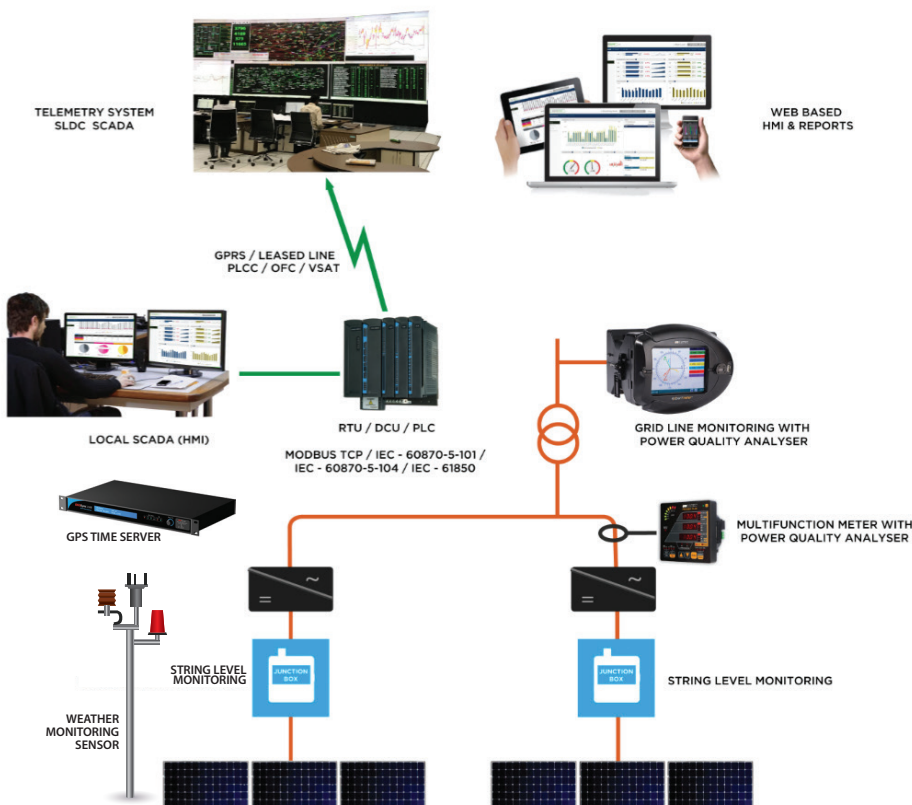 TELEMETRY SYSTEM
SLDC SCADA
WEB BASED
HMI & REPORTS
GPRS / LEASED LINE
PLCC / OFC / VSAT
LOCAL SCADA (HMI)
RTU / DCU / PLC
MODBUS TCP / IEC - 60870-5-101 /
IEC - 60870-5-104 / IEC - 61850
GRID LINE MONITORING WITH
POWER QUALITY ANALYSER
GPS TIME SERVER
MULTIFUNCTION METER WITH
POWER QUALITY ANALYSER
STRING LEVEL
MONITORING
JUNCTION
BOX
JUNCTION
BOX
STRING LEVEL MONITORING
WEATHER
MONITORING
SENSOR